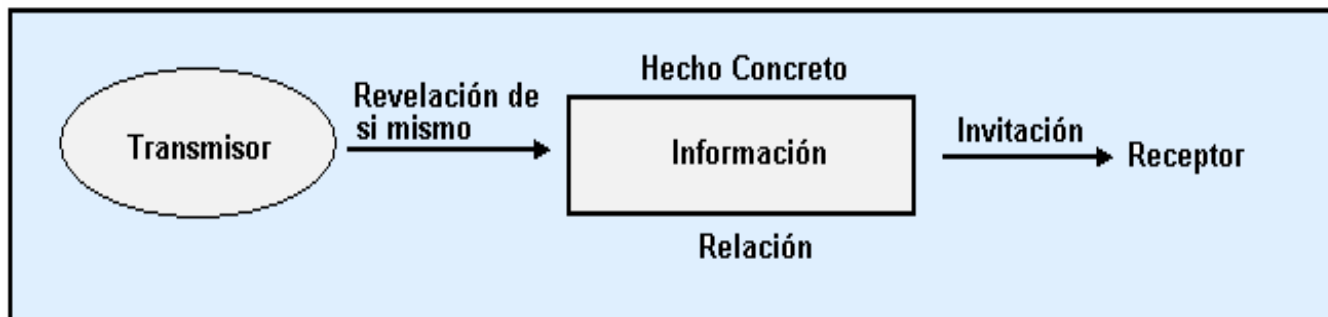 Transmisor
Revelación de
si mismo
Hecho Concreto
Información
Relación
Invitación
Receptor